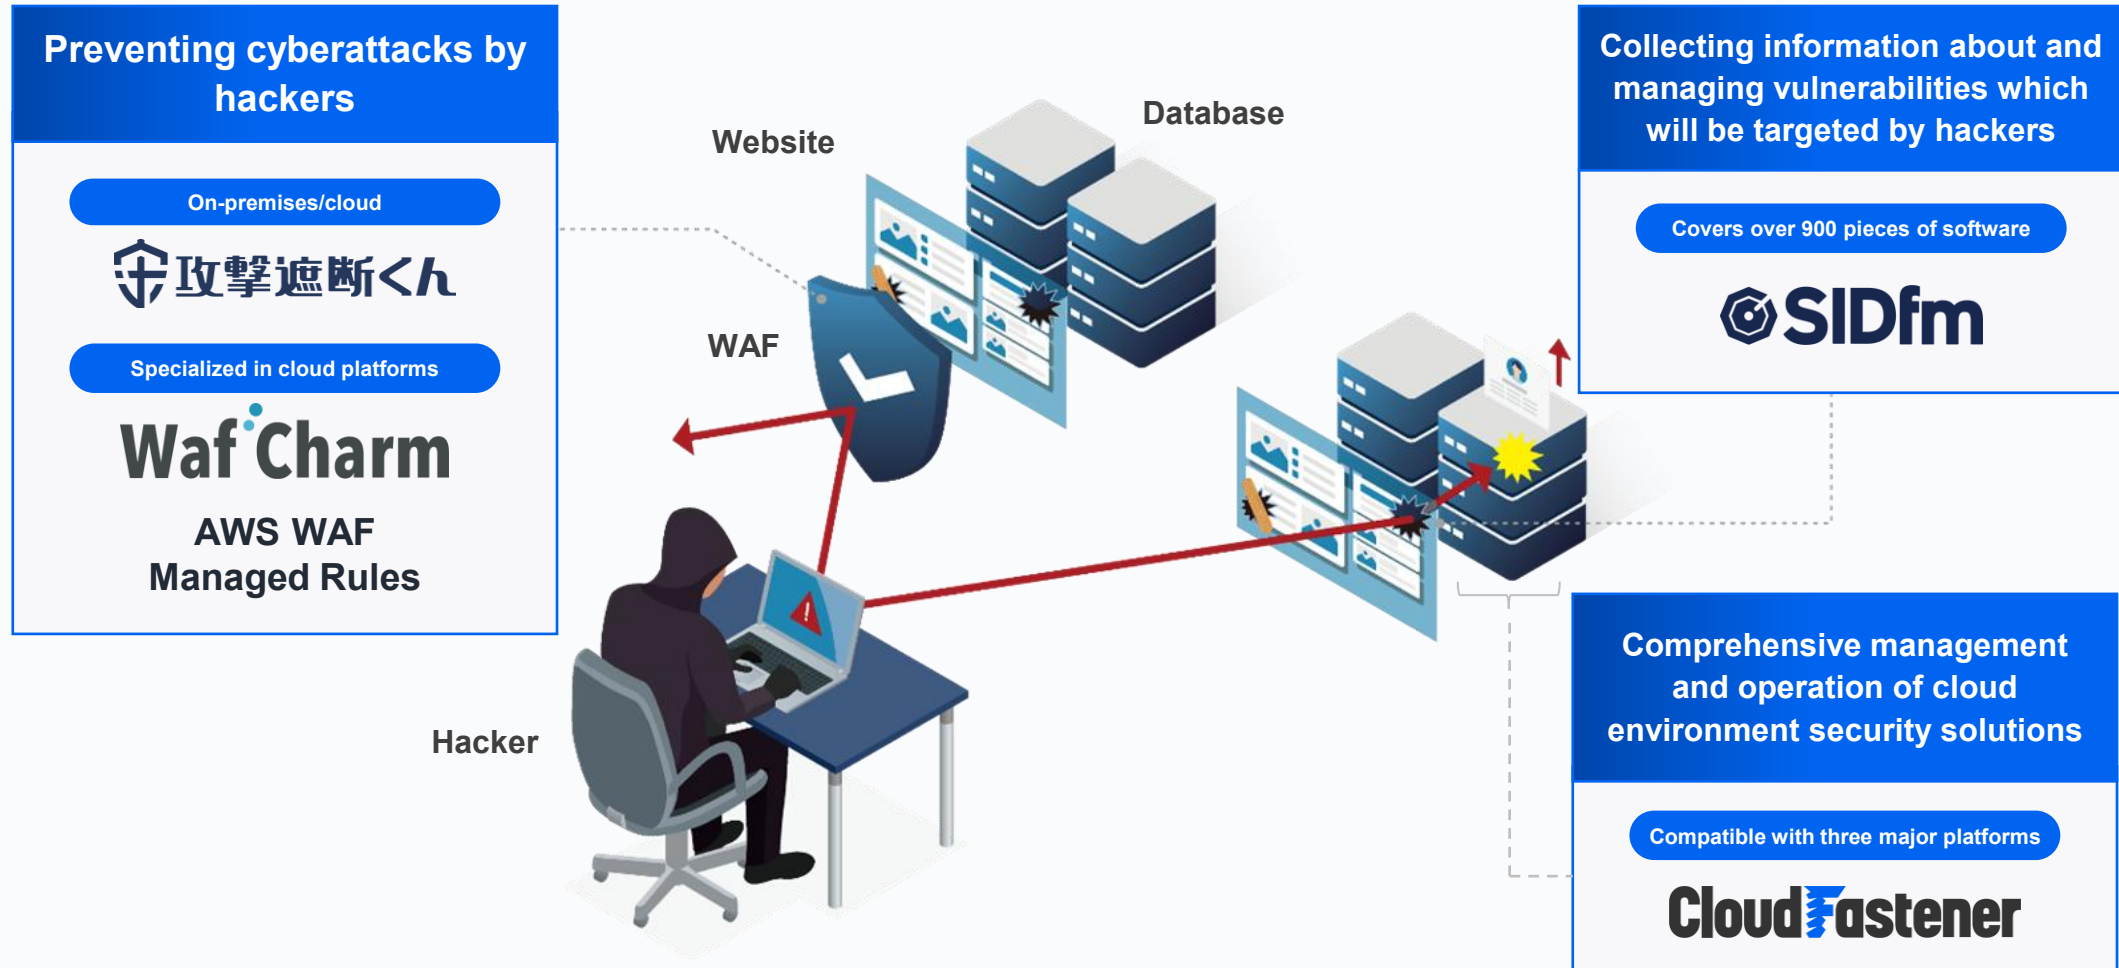 Preventing cyberattacks by
hackers
On-premises/cloud
攻撃遮断くん
Specialized in cloud platforms
WafCharm
AWS WAF
Managed Rules
Website
Database
WAF
Hacker
Collecting information about and
managing vulnerabilities which
will be targeted by hackers
Covers over 900 pieces of software
SIDfm
Comprehensive management
and operation of cloud
environment security solutions
Compatible with three major platforms
CloudFastener